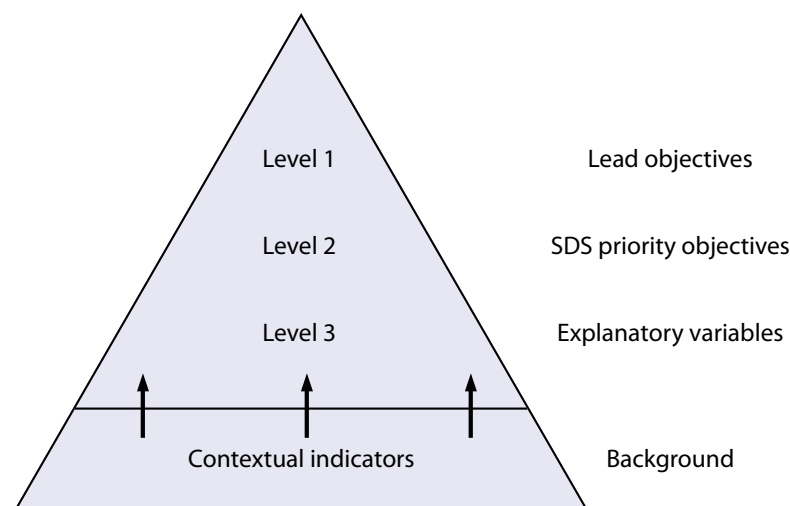 Level 1
Lead objectives
Level 2
SDS priority objectives
Level 3
Explanatory variables
Contextual indicators
Background